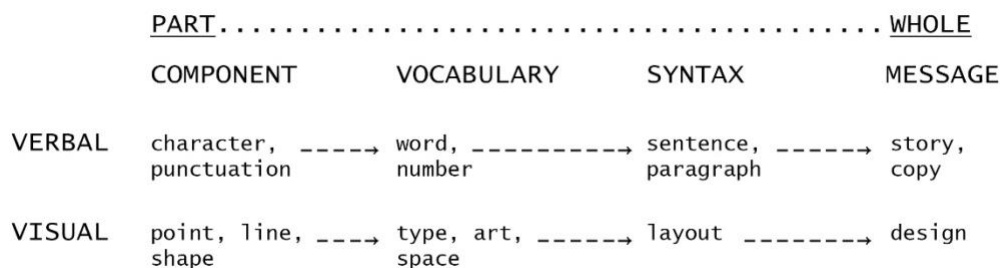 PART.........................................WHOLE
COMPONENT VOCABULARY SYNTAX MESSAGE
VERBAL character, ----→ word, ----------→ sentence, ------→ story,
punctuation number paragraph copy
VISUAL point, line, ----→ type, art, ------→ layout --------→ design
shape space